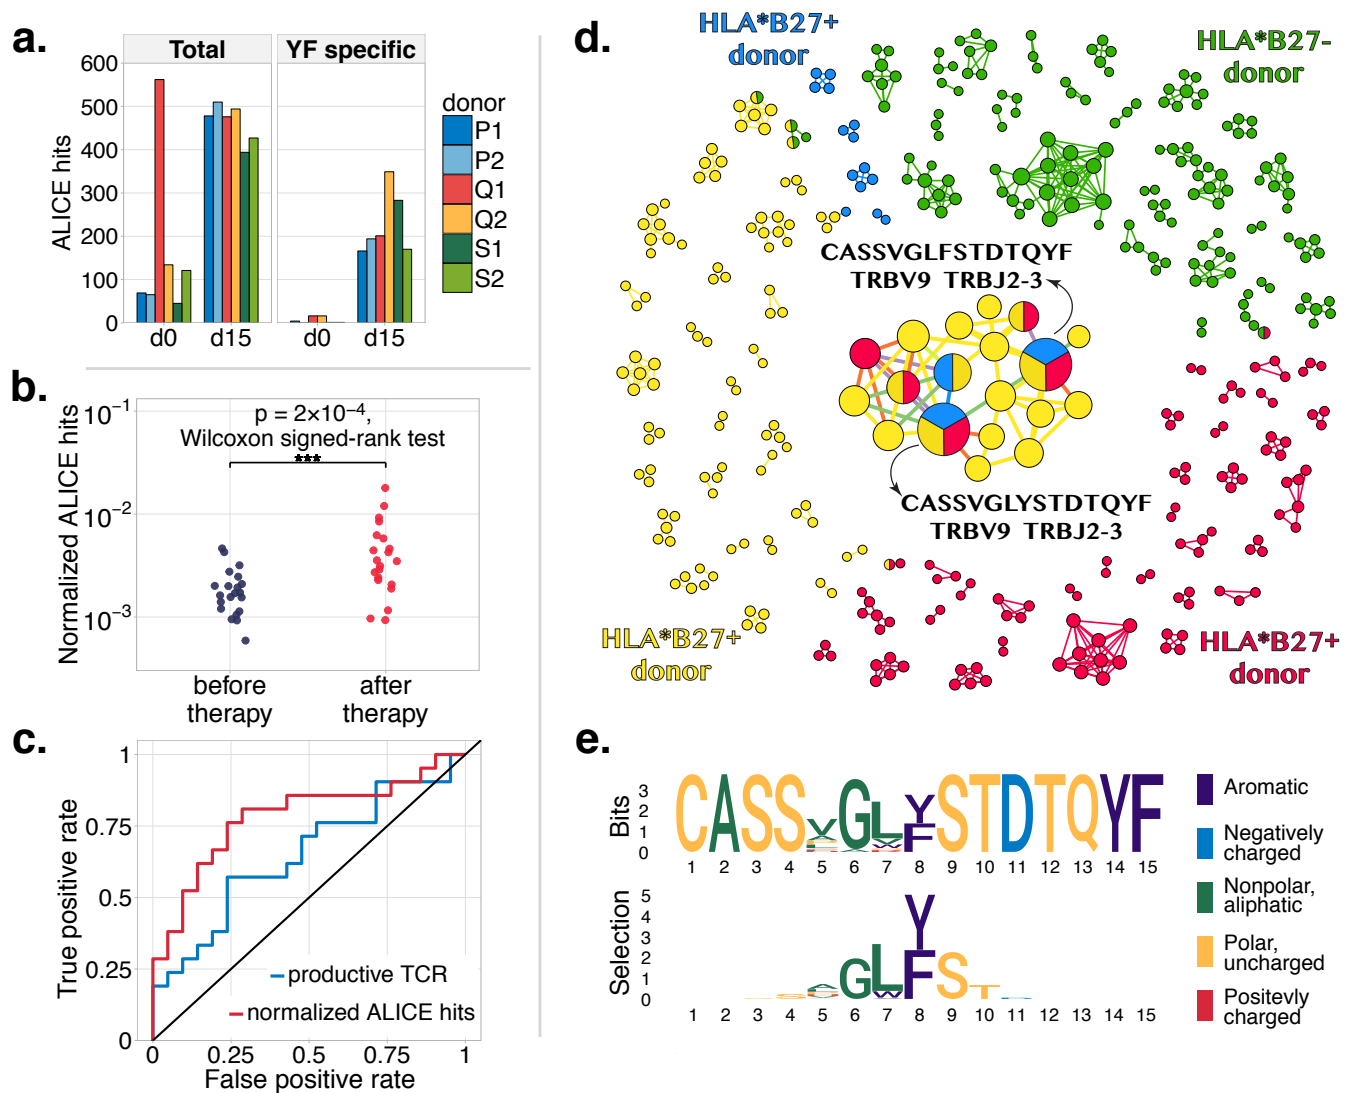 a.
Total
YF specific
ALICE hits
600
500
400
300
200
100
0
d0
d15
d0
d15
donor
P1
P2
Q1
Q2
S1
S2
b.
Normalized ALICE hits
10−1
10−2
10−3
p = 2×10−4,
Wilcoxon signed-rank test
***
before
therapy
after
therapy
c.
True positive rate
1
0.75
0.5
0.25
0
productive TCR
normalized ALICE hits
0
0.25
0.5
0.75
1
False positive rate
d.
HLA*B27+
donor
HLA*B27-
donor
CASSVGLFSTDTQYF
TRBV9 TRBJ2-3
CASSVGLYSTDTQYF
TRBV9 TRBJ2-3
HLA*B27+
donor
HLA*B27+
donor
e.
Bits
3
2
1
0
CASSVGLYSTDTQYF
F
1 2 3 4 5 6 7 8 9 10 11 12 13 14 15
Selection
5
4
3
2
1
0
Y
GLFST
1 2 3 4 5 6 7 8 9 10 11 12 13 14 15
Aromatic
Negatively
charged
Nonpolar,
aliphatic
Polar,
uncharged
Positevly
charged